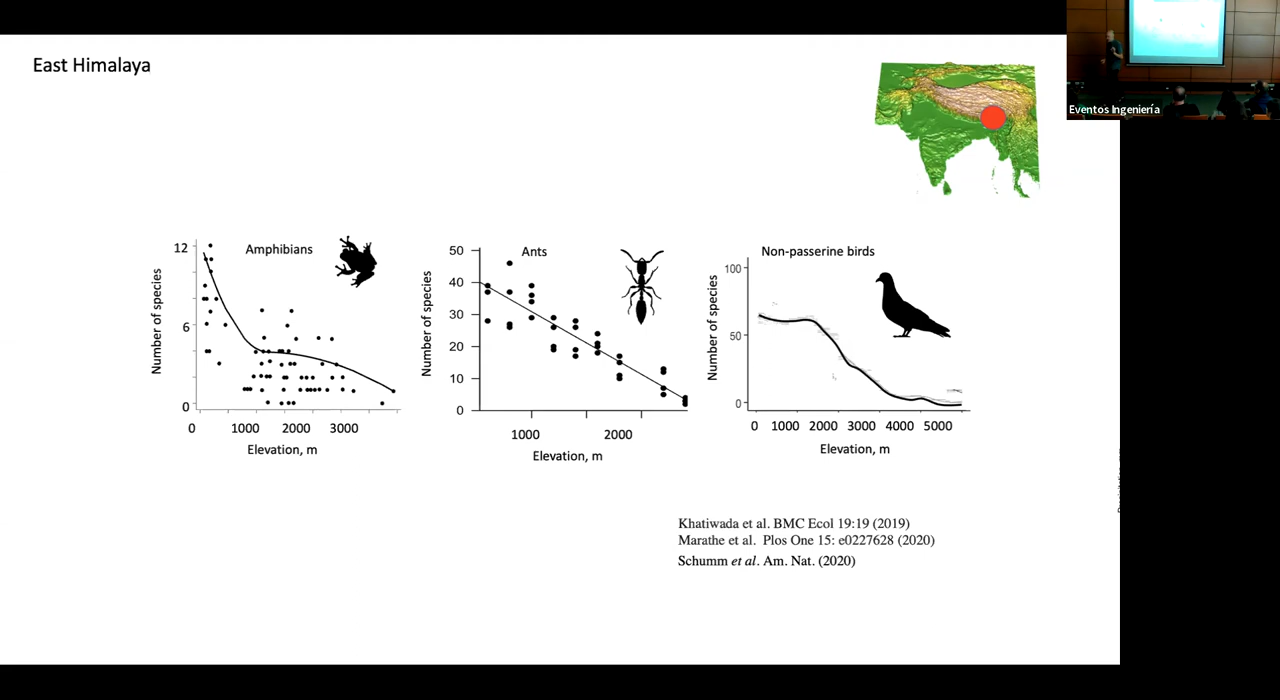 East Himalaya
Eventos Ingeniería
Amphibians
12
6
0
Number of species
0 1000 2000 3000
Elevation, m
Ants
50
40
30
20
10
0
Number of species
1000 2000
Elevation, m
Non-passerine birds
100
50
0
Number of species
0 1000 2000 3000 4000 5000
Elevation, m
Khatiwada et al. BMC Ecol 19:19 (2019)
Marathe et al. Plos One 15: e0227628 (2020)
Schumm et al. Am. Nat. (2020)